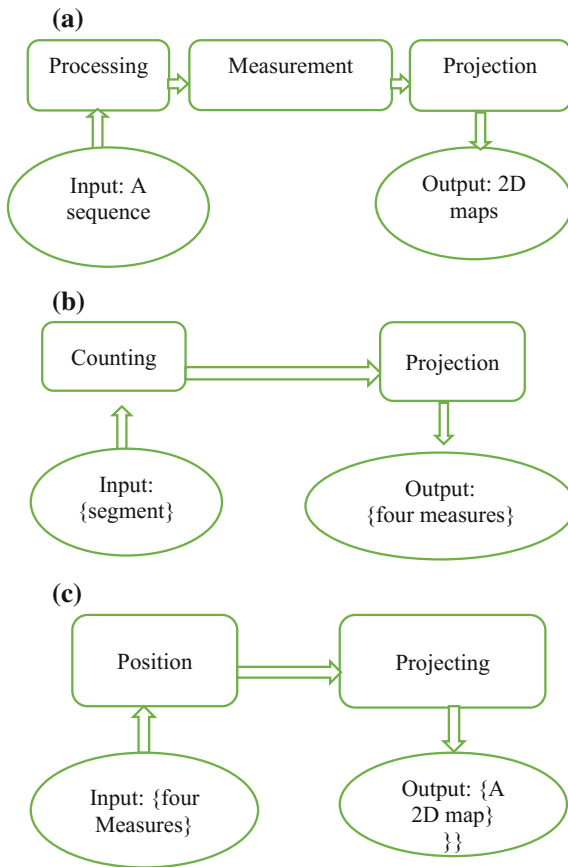 (a)
Processing
Measurement
Projection
Input: A
sequence
Output: 2D
maps
(b)
Counting
Projection
Input:
{segment}
Output:
{four measures}
(c)
Position
Projecting
Input: {four
Measures}
Output: {A
2D map}
}}